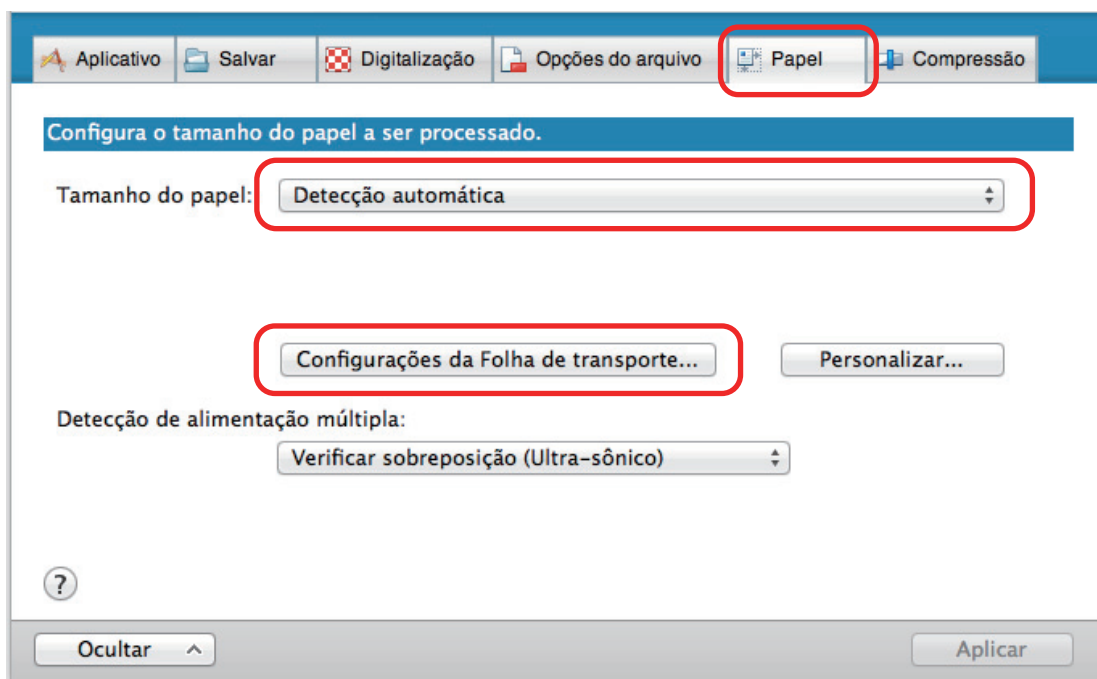 Aplicativo Salvar Digitalização Opções do arquivo Papel Compressão
Configura o tamanho do papel a ser processado.
Tamanho do papel: Detecção automática
Configurações da Folha de transporte... Personalizar...
Detecção de alimentação múltipla:
Verificar sobreposição (Ultra-sônico)
?
Ocultar Aplicar